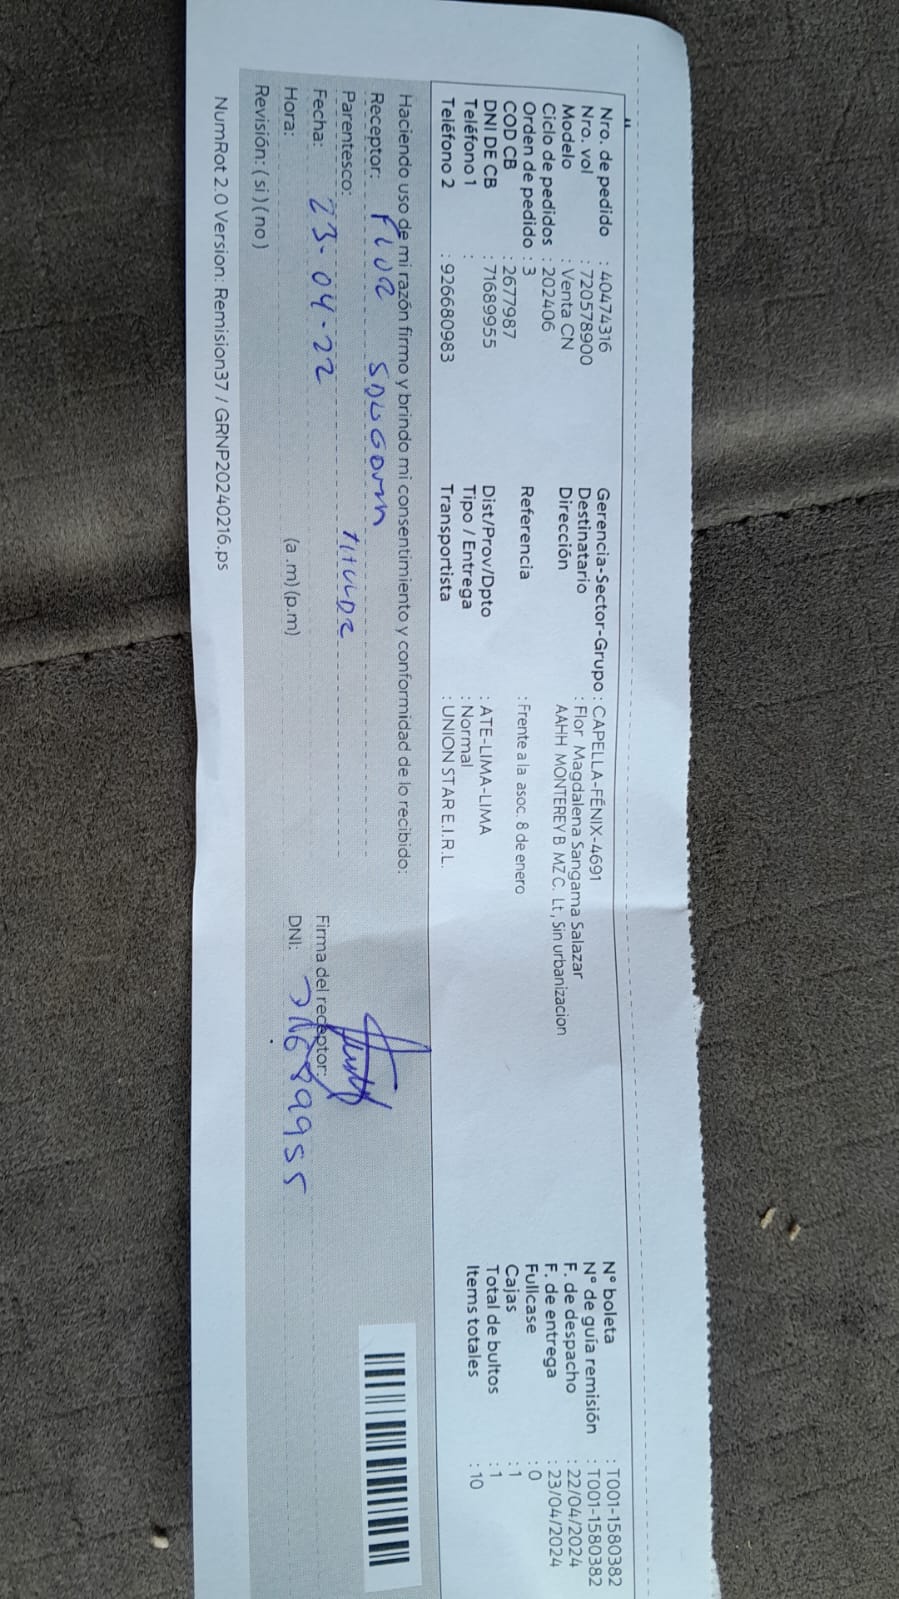 Nro. de pedido : 40474316
Nro. vol : 720578900
Modelo : Venta CN
Ciclo de pedidos : 202406
Orden de pedido : 3
COD CB : 2677987
DNI DE CB : 71689955
Teléfono 1 :
Teléfono 2 : 926680983
Gerencia-Sector-Grupo : CAPELLA-FÉNIX-4691
Destinatario : Flor Magdalena Sangama Salazar
Dirección AAHH MONTEREY B MZ C. Lt, Sin urbanizacion
Referencia : Frente a la asoc. 8 de enero
Dist/Prov/Dpto : ATE-LIMA-LIMA
Tipo / Entrega : Normal
Transportista : UNION STAR E.I.R.L.
N° boleta : T001-1580382
N° de guía remisión : T001-1580382
F. de despacho : 22/04/2024
F. de entrega : 23/04/2024
Fullcase : 0
Cajas : 1
Total de bultos : 1
Items totales : 10
Haciendo uso de mi razón firmo y brindo mi consentimiento y conformidad de lo recibido:
Receptor: Flor
Parentesco: titular
Fecha: 23-04-22
Firma del receptor:
Hora: (a.m) (p.m)
DNI: 71689955
Revisión: (si) (no)
NumRot 2.0 Version: Remision37 / GRNP20240216.ps